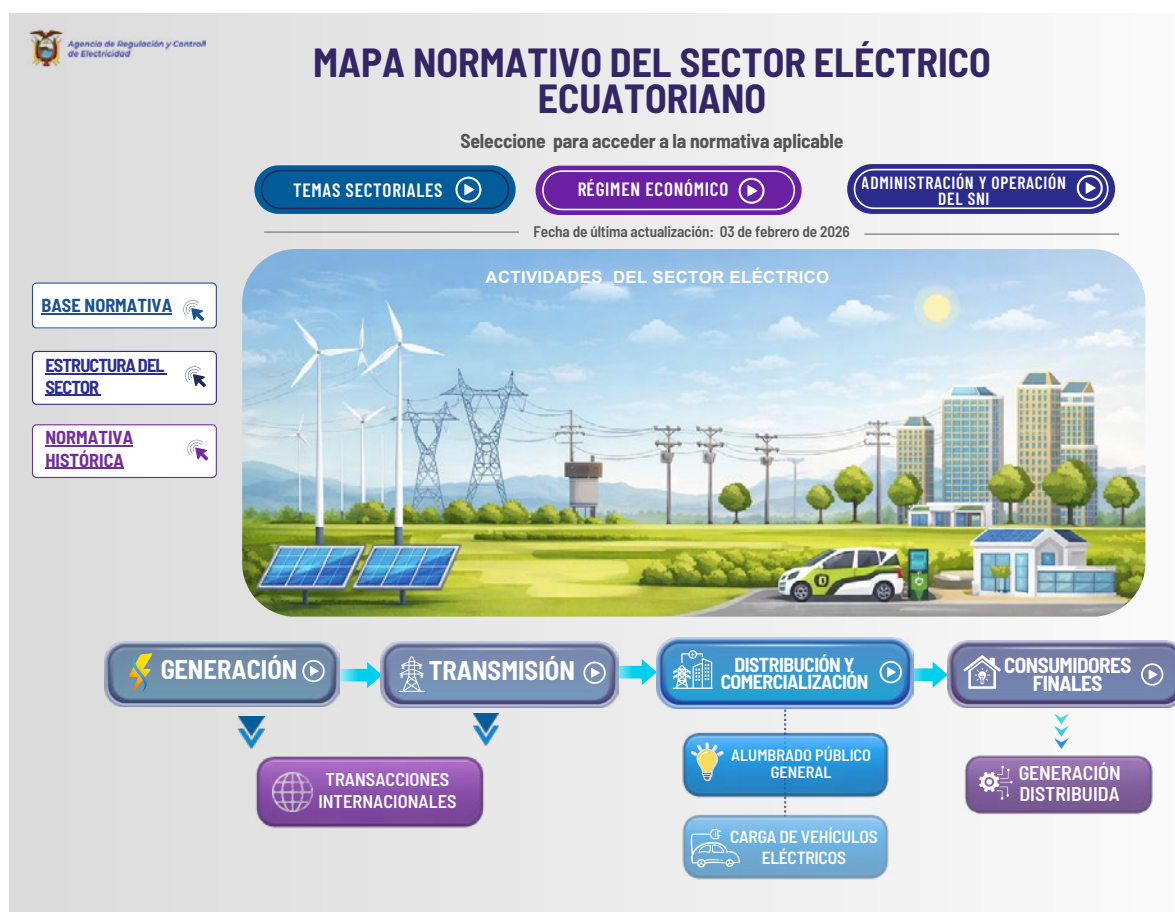 Agencia de Regulación y Control
de Electricidad
MAPA NORMATIVO DEL SECTOR ELÉCTRICO
ECUATORIANO
Seleccione para acceder a la normativa aplicable
TEMAS SECTORIALES
RÉGIMEN ECONÓMICO
ADMINISTRACIÓN Y OPERACIÓN
DEL SNI
Fecha de última actualización: 03 de febrero de 2026
ACTIVIDADES DEL SECTOR ELÉCTRICO
BASE NORMATIVA
ESTRUCTURA DEL
SECTOR
NORMATIVA
HISTÓRICA
GENERACIÓN
TRANSMISIÓN
DISTRIBUCIÓN Y
COMERCIALIZACIÓN
CONSUMIDORES
FINALES
TRANSACCIONES
INTERNACIONALES
ALUMBRADO PÚBLICO
GENERAL
GENERACIÓN
DISTRIBUIDA
CARGA DE VEHÍCULOS
ELÉCTRICOS